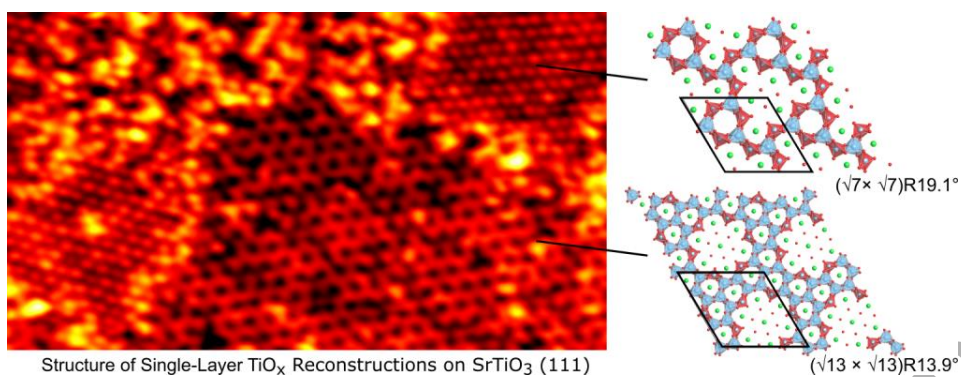 (√7× √7)R19.1°
Structure of Single-Layer TiOₓ Reconstructions on SrTiO₃ (111)
(√13 × √13)R13.9°